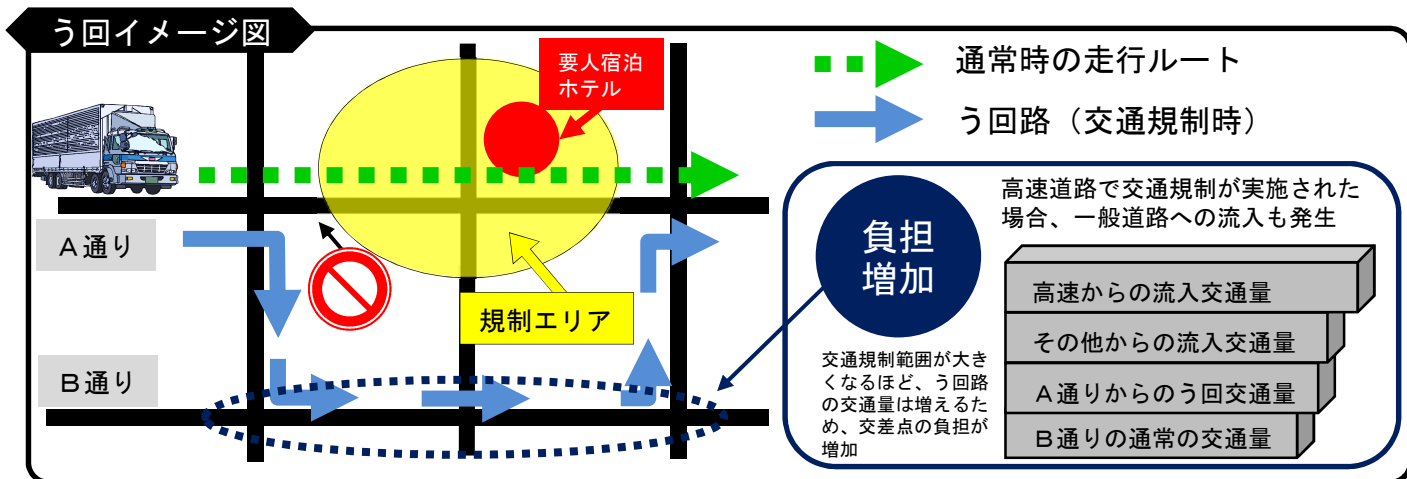 う回イメージ図
要人宿泊
ホテル
通常時の走行ルート
う回路（交通規制時）
Ａ通り
規制エリア
Ｂ通り
負担
増加
高速道路で交通規制が実施された
場合、一般道路への流入も発生
交通規制範囲が大き
くなるほど、う回路
の交通量は増えるた
め、交差点の負担が
増加
高速からの流入交通量
その他からの流入交通量
Ａ通りからのう回交通量
Ｂ通りの通常の交通量